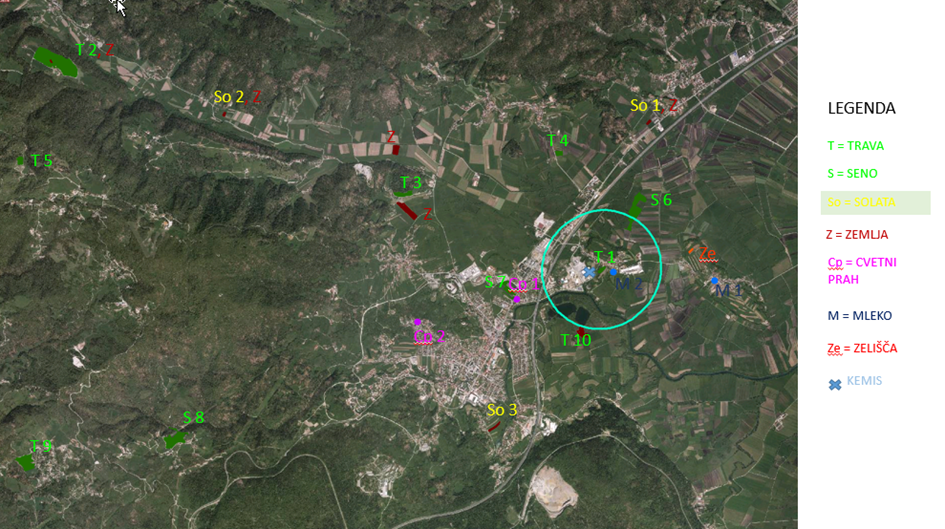 T 2, Z
So 2, Z
So 1, Z
Z
T 4
T 5
T 3
Z
S 6
T 1
Ze
M 2
M 1
S 7
Cp 1
Cp 2
T 10
So 3
S 8
T 9
LEGENDA
T = TRAVA
S = SENO
So = SOLATA
Z = ZEMLJA
Cp = CVETNI
PRAH
M = MLEKO
Ze = ZELIŠČA
KEMIS